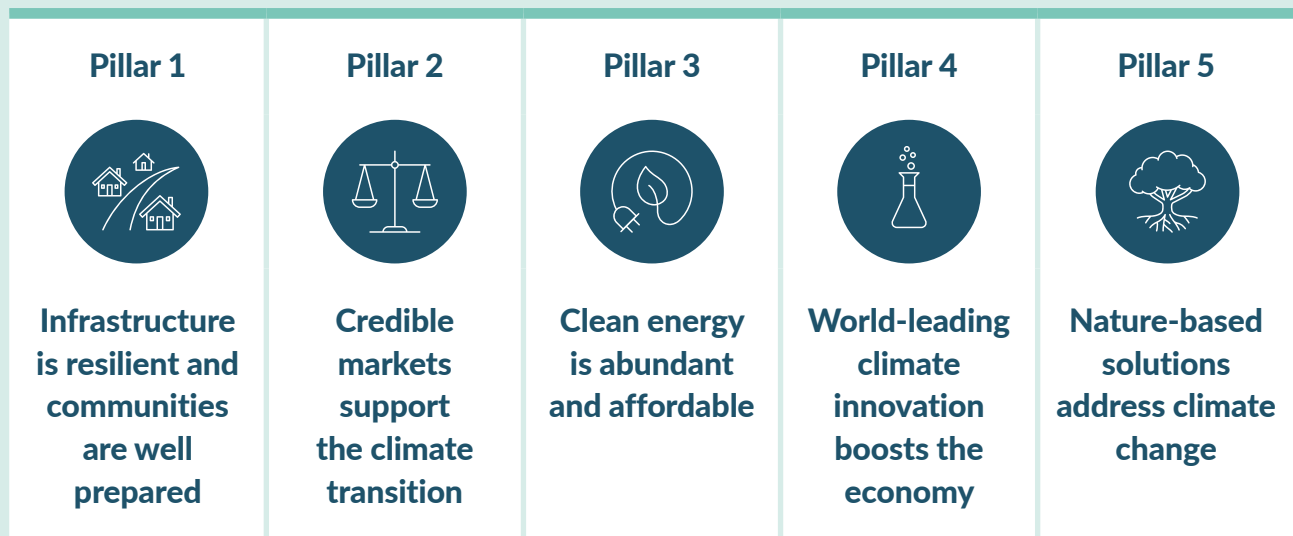 Pillar 1
Infrastructure
is resilient and
communities
are well
prepared
Pillar 2
Credible
markets
support
the climate
transition
Pillar 3
Clean energy
is abundant
and affordable
Pillar 4
World-leading
climate
innovation
boosts the
economy
Pillar 5
Nature-based
solutions
address climate
change